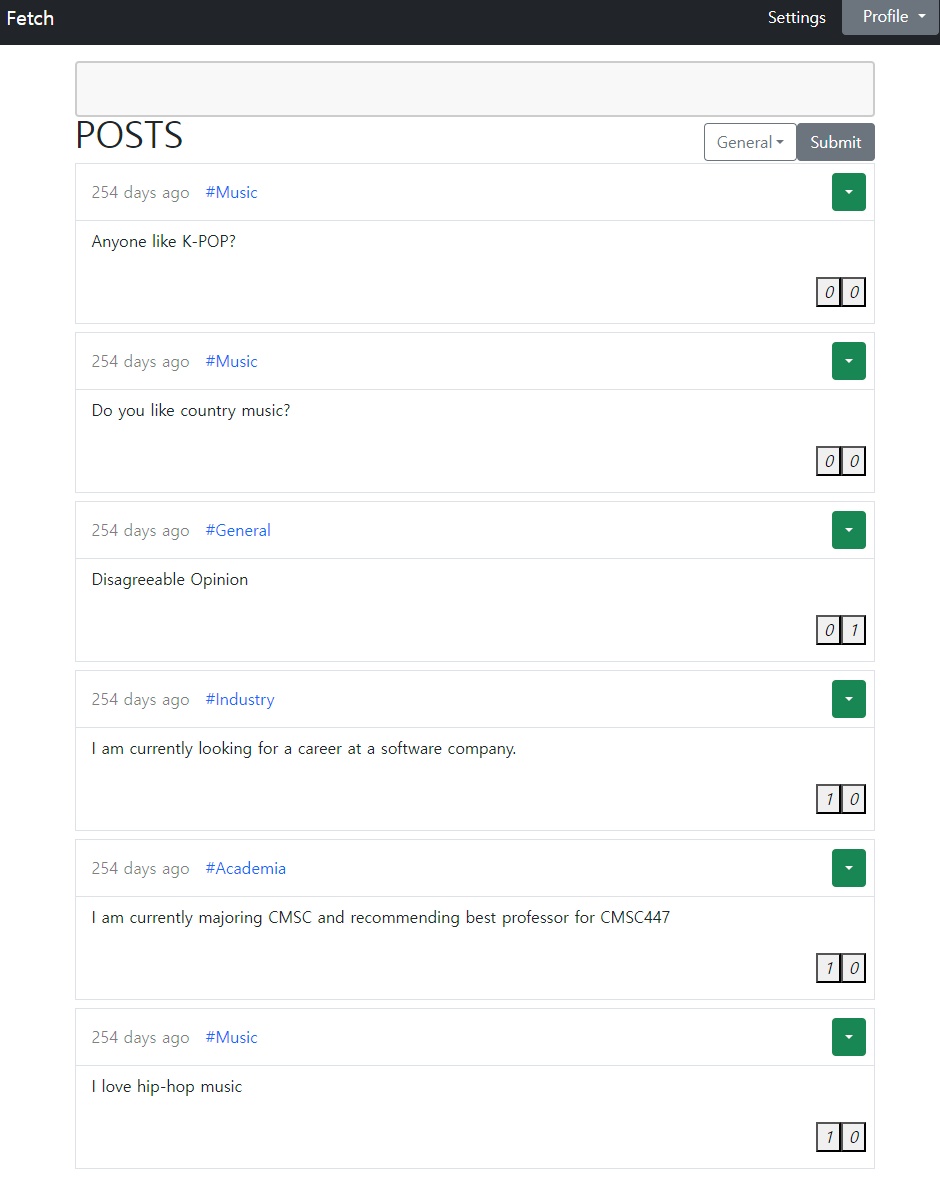 Fetch Settings Profile
POSTS
General Submit
254 days ago #Music
Anyone like K-POP?
0 0
254 days ago #Music
Do you like country music?
0 0
254 days ago #General
Disagreeable Opinion
0 1
254 days ago #Industry
I am currently looking for a career at a software company.
1 0
254 days ago #Academia
I am currently majoring CMSC and recommending best professor for CMSC447
1 0
254 days ago #Music
I love hip-hop music
1 0